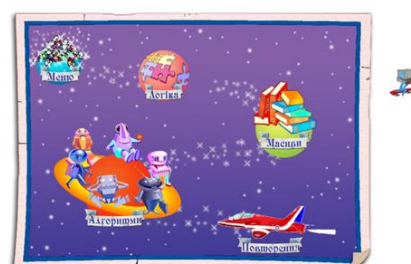 Меню
Логіка
Масиви
Алгоритми
Повторення